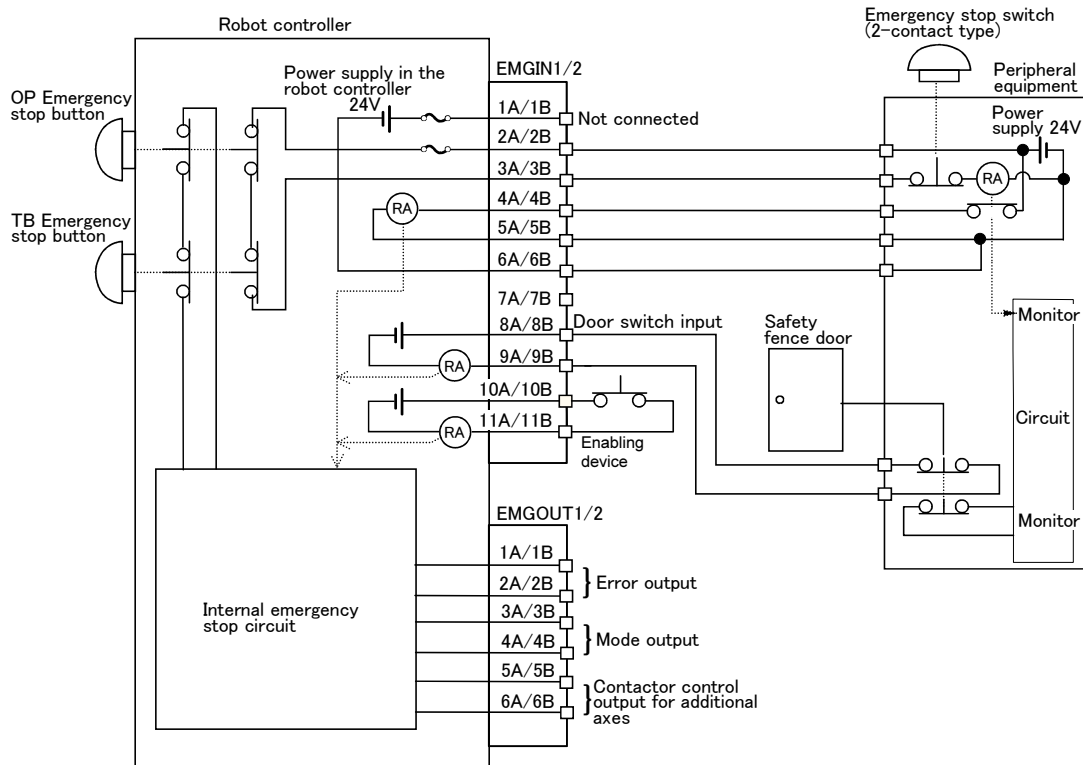 Robot controller
Emergency stop switch
(2-contact type)
EMGIN1/2
Peripheral
equipment
Power supply in the
robot controller
24V
OP Emergency
stop button
1A/1B
Not connected
Power
supply 24V
2A/2B
3A/3B
RA
4A/4B
RA
TB Emergency
stop button
5A/5B
6A/6B
7A/7B
8A/8B
Door switch input
Safety
fence door
Monitor
9A/9B
RA
10A/10B
11A/11B
RA
Enabling
device
Circuit
EMGOUT1/2
Monitor
1A/1B
2A/2B
Error output
Internal emergency
stop circuit
3A/3B
4A/4B
Mode output
5A/5B
6A/6B
Contactor control
output for additional
axes